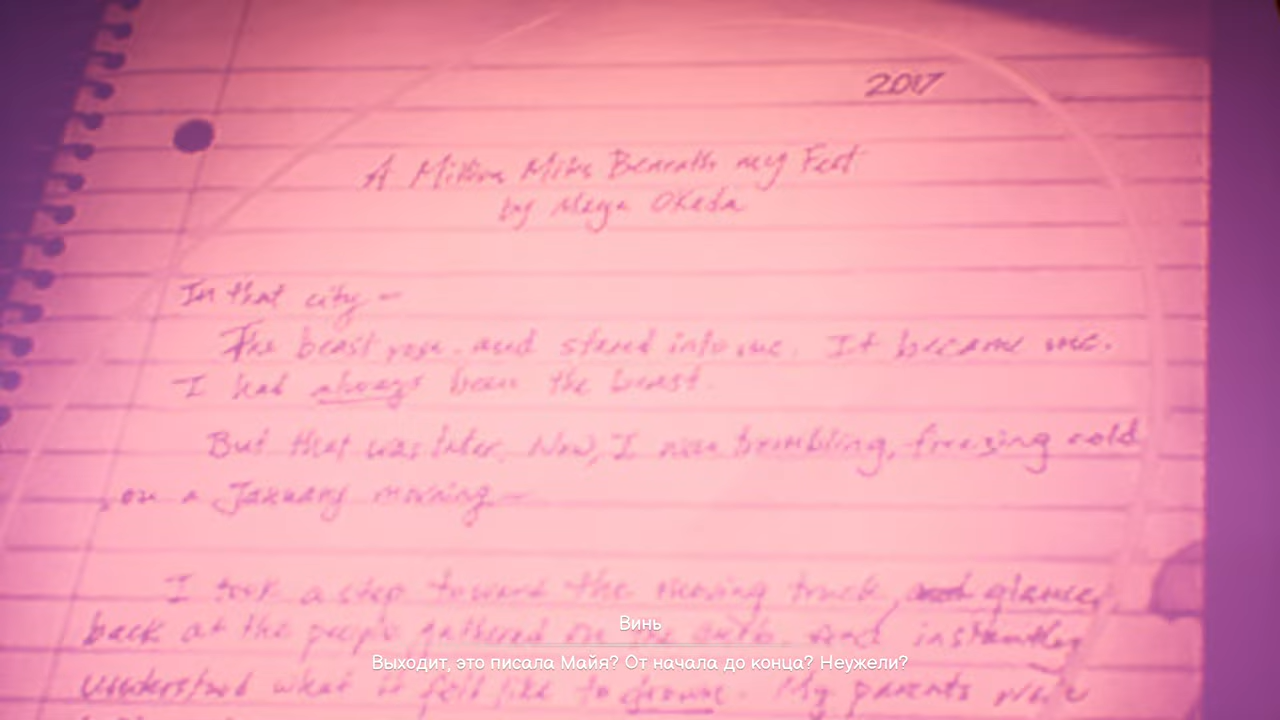 2017
A Million Miles Beneath my Feet
by Maya Okada
In that city –
The beast rose and stared into me. It became me.
I had always been the beast.
But that was later. Now, I was trembling, freezing cold
on a January morning –
I took a step toward the moving truck, and glanced
back at the people gathered on the curb. And instantly
understood what it felt like to drown. My parents were
Винь
Выходит, это писала Майя? От начала до конца? Неужели?